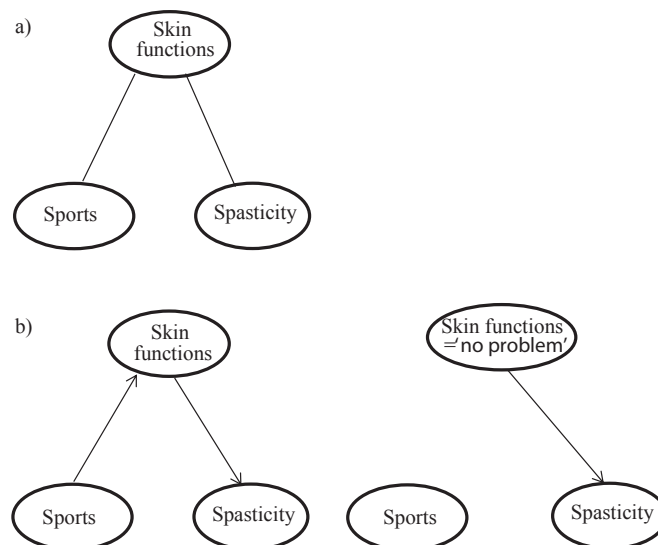 a)
Skin
functions
Sports
Spasticity
b)
Skin
functions
Skin functions
='no problem'
Sports
Spasticity
Sports
Spasticity